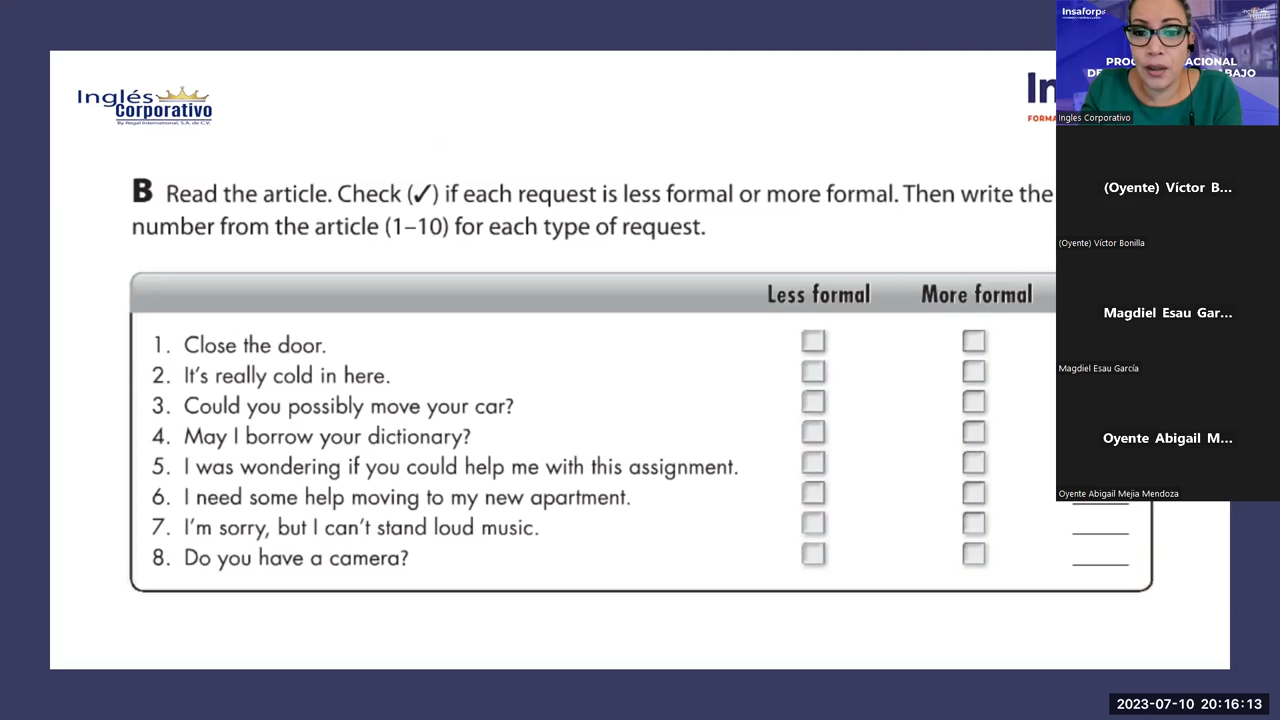 Inglés
Corporativo
By Regal International, S.A. de C.V.
B Read the article. Check (✓) if each request is less formal or more formal. Then write the
number from the article (1–10) for each type of request.
Less formal More formal
1. Close the door.
2. It's really cold in here.
3. Could you possibly move your car?
4. May I borrow your dictionary?
5. I was wondering if you could help me with this assignment.
6. I need some help moving to my new apartment.
7. I'm sorry, but I can't stand loud music.
8. Do you have a camera?
Ingles Corporativo
(Oyente) Víctor B...
(Oyente) Víctor Bonilla
Magdiel Esau Gar...
Magdiel Esau García
Oyente Abigail M...
Oyente Abigail Mejia Mendoza
2023-07-10 20:16:13